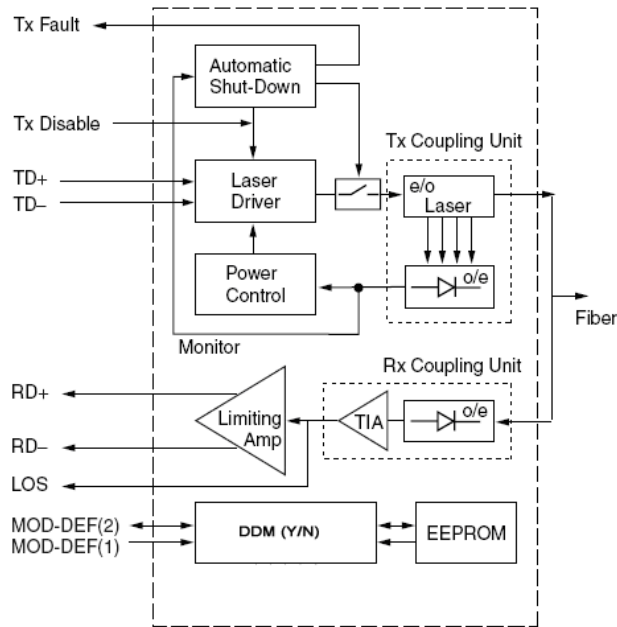 Tx Fault
Automatic
Shut-Down
Tx Disable
Tx Coupling Unit
TD+
TD–
Laser
Driver
e/o
Laser
Power
Control
o/e
Monitor
Fiber
Rx Coupling Unit
RD+
RD–
Limiting
Amp
TIA
o/e
LOS
MOD-DEF(2)
MOD-DEF(1)
DDM (Y/N)
EEPROM